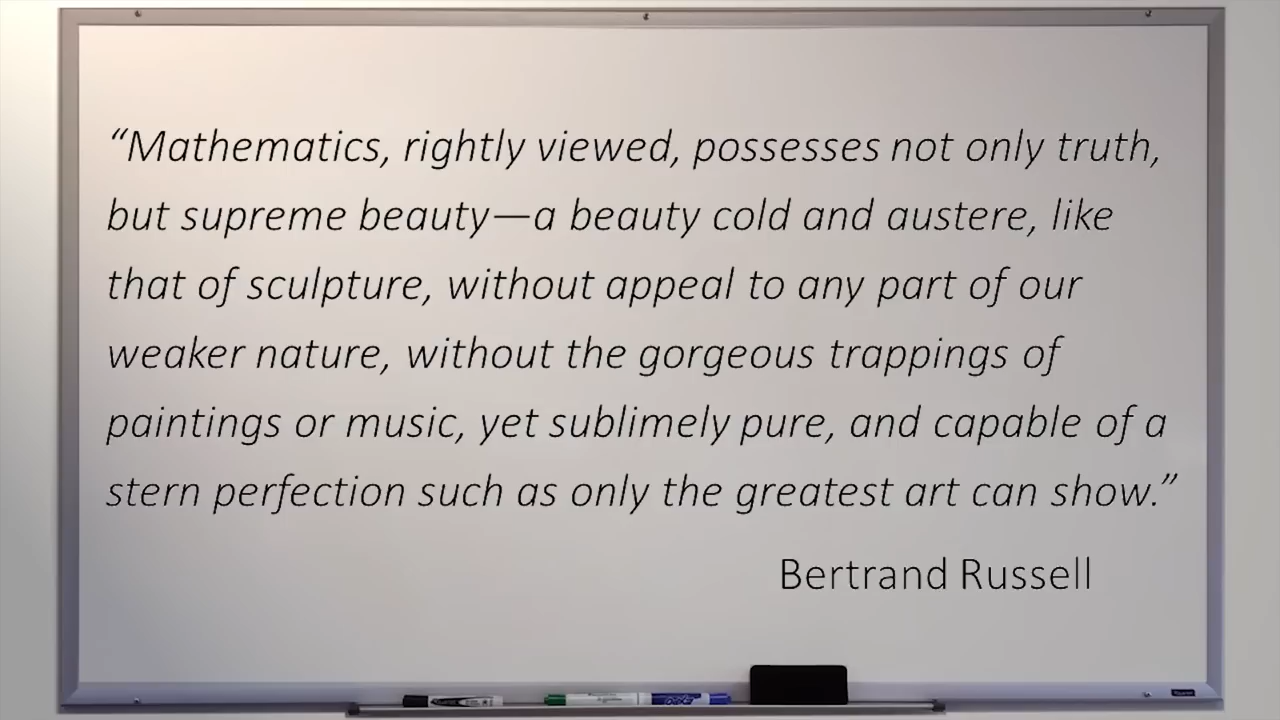 “Mathematics, rightly viewed, possesses not only truth,
but supreme beauty—a beauty cold and austere, like
that of sculpture, without appeal to any part of our
weaker nature, without the gorgeous trappings of
paintings or music, yet sublimely pure, and capable of a
stern perfection such as only the greatest art can show.”
Bertrand Russell